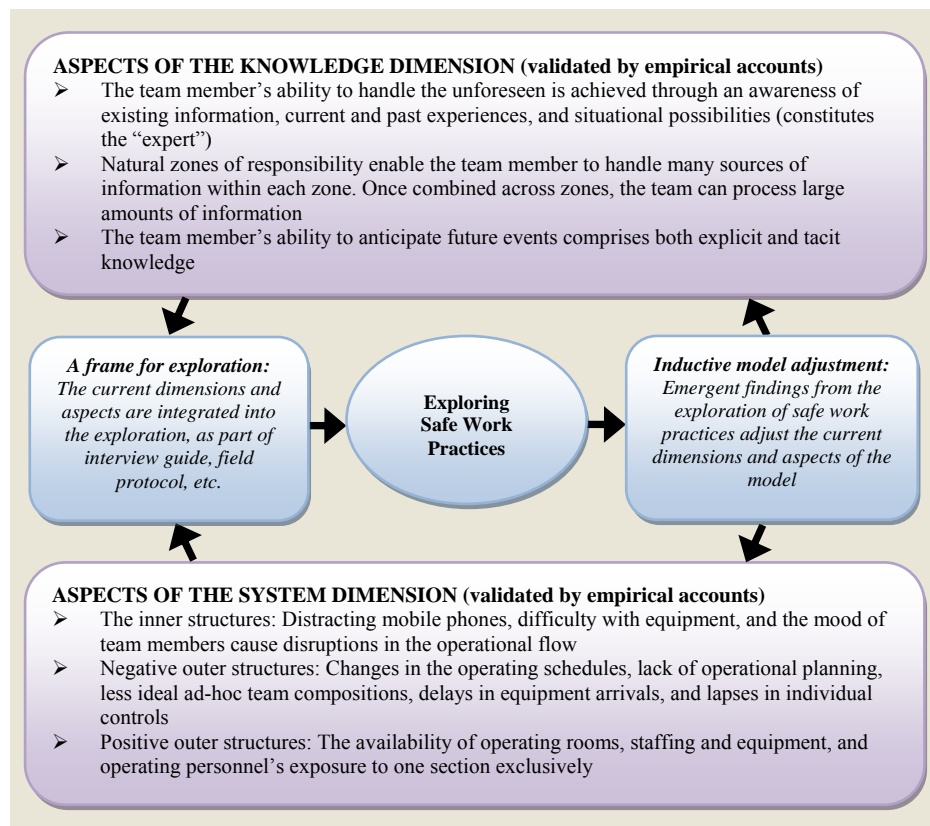 ASPECTS OF THE KNOWLEDGE DIMENSION (validated by empirical accounts)
➤ The team member's ability to handle the unforeseen is achieved through an awareness of
existing information, current and past experiences, and situational possibilities (constitutes
the "expert")
➤ Natural zones of responsibility enable the team member to handle many sources of
information within each zone. Once combined across zones, the team can process large
amounts of information
➤ The team member's ability to anticipate future events comprises both explicit and tacit
knowledge
A frame for exploration:
The current dimensions and
aspects are integrated into
the exploration, as part of
interview guide, field
protocol, etc.
Exploring
Safe Work
Practices
Inductive model adjustment:
Emergent findings from the
exploration of safe work
practices adjust the current
dimensions and aspects of the
model
ASPECTS OF THE SYSTEM DIMENSION (validated by empirical accounts)
➤ The inner structures: Distracting mobile phones, difficulty with equipment, and the mood of
team members cause disruptions in the operational flow
➤ Negative outer structures: Changes in the operating schedules, lack of operational planning,
less ideal ad-hoc team compositions, delays in equipment arrivals, and lapses in individual
controls
➤ Positive outer structures: The availability of operating rooms, staffing and equipment, and
operating personnel's exposure to one section exclusively